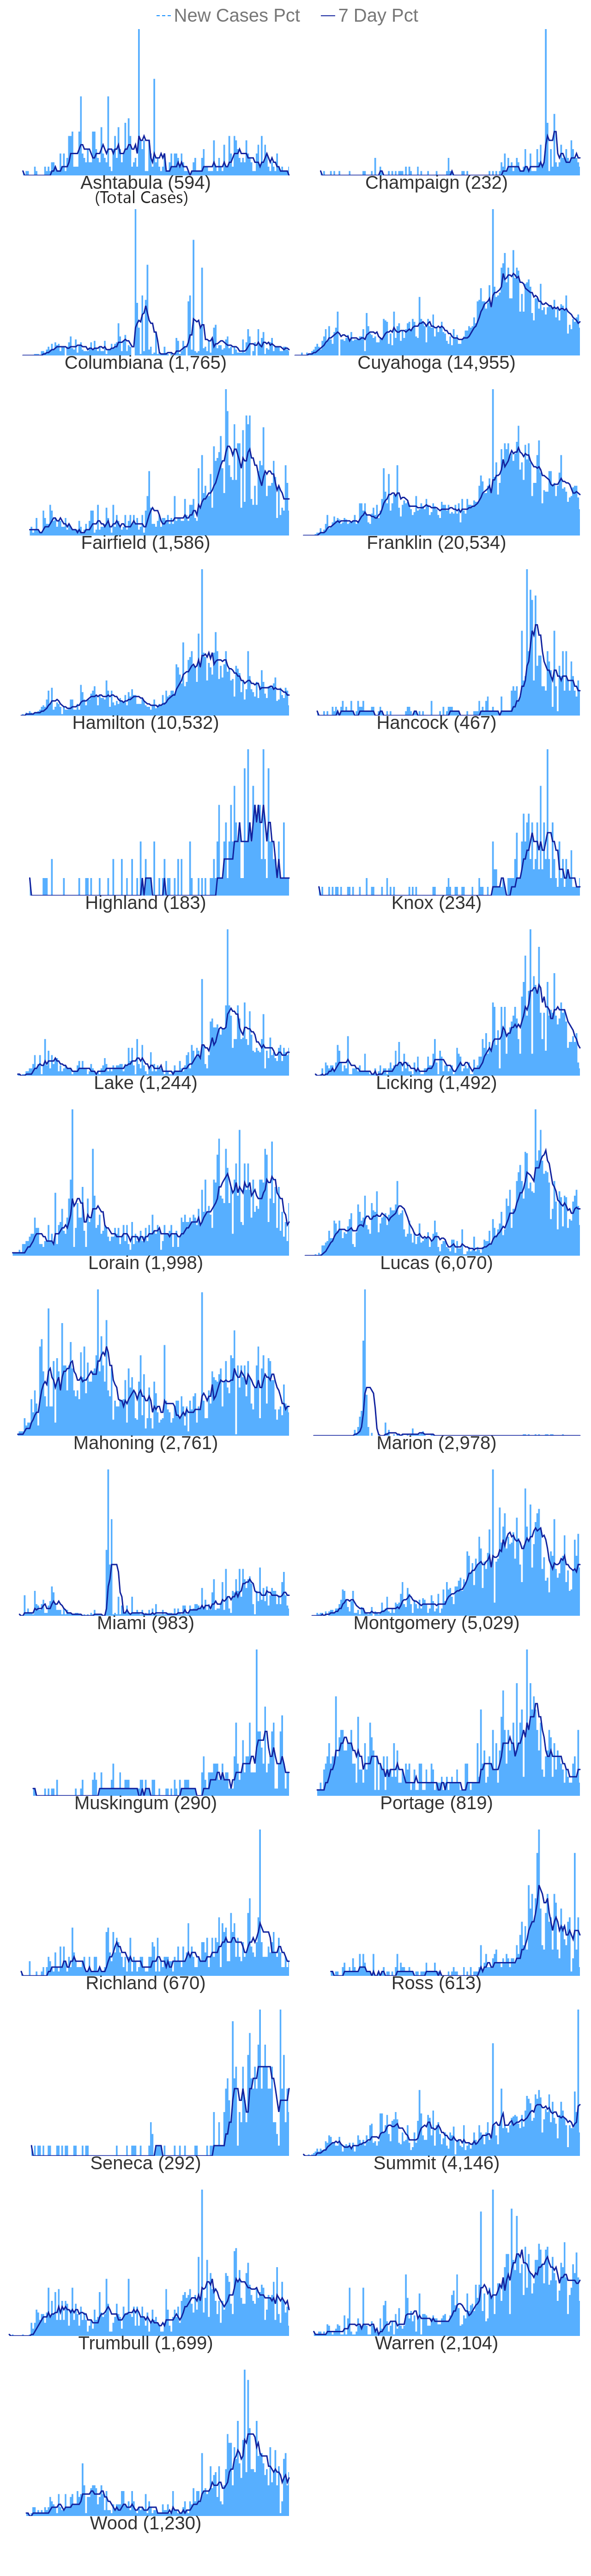 New Cases Pct 7 Day Pct
Ashtabula (594) Champaign (232)
(Total Cases)
Columbiana (1,765) Cuyahoga (14,955)
Fairfield (1,586) Franklin (20,534)
Hamilton (10,532) Hancock (467)
Highland (183) Knox (234)
Lake (1,244) Licking (1,492)
Lorain (1,998) Lucas (6,070)
Mahoning (2,761) Marion (2,978)
Miami (983) Montgomery (5,029)
Muskingum (290) Portage (819)
Richland (670) Ross (613)
Seneca (292) Summit (4,146)
Trumbull (1,699) Warren (2,104)
Wood (1,230)